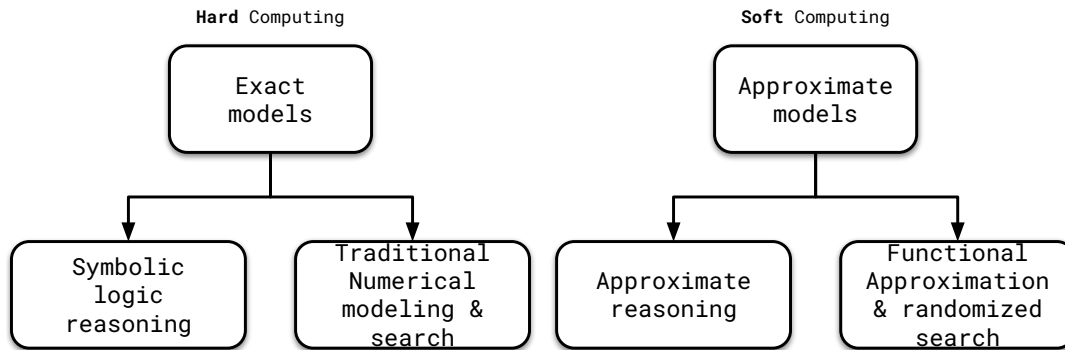 Hard Computing
Soft Computing
Exact
models
Approximate
models
Symbolic
logic
reasoning
Traditional
Numerical
modeling &
search
Approximate
reasoning
Functional
Approximation
& randomized
search